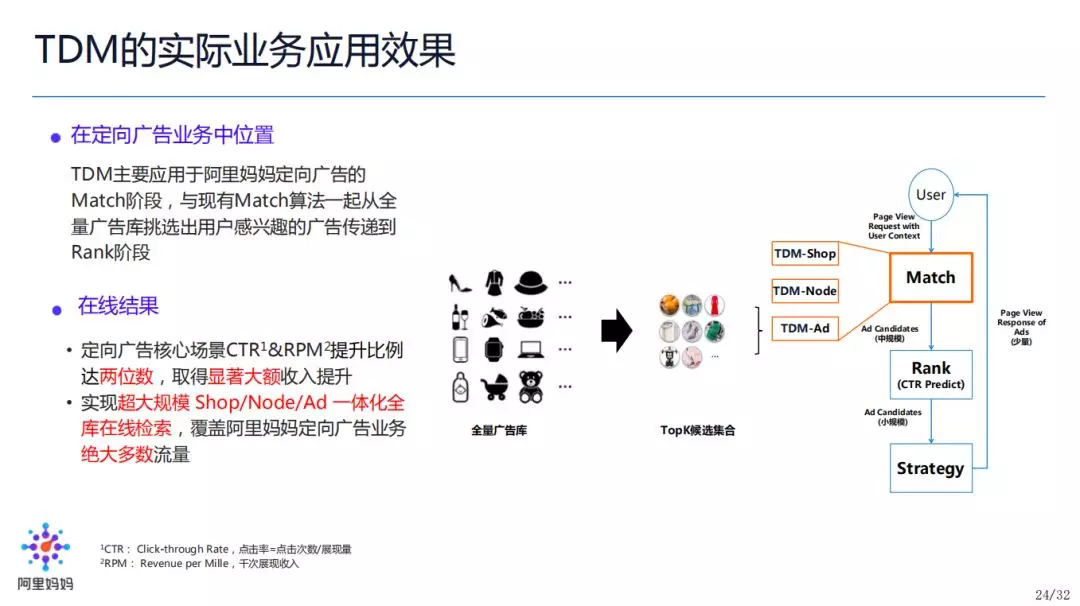 TDM的实际业务应用效果
● 在定向广告业务中位置
TDM主要应用于阿里妈妈定向广告的
Match阶段，与现有Match算法一起从全
量广告库挑选出用户感兴趣的广告传递到
Rank阶段
● 在线结果
• 定向广告核心场景CTR¹&RPM²提升比例
达两位数，取得显著大额收入提升
• 实现超大规模 Shop/Node/Ad 一体化全
库在线检索，覆盖阿里妈妈定向广告业务
绝大多数流量
...
...
...
...
全量广告库
...
TopK候选集合
TDM-Shop
TDM-Node
TDM-Ad
User
Page View
Request with
User Context
Match
Ad Candidates
(中规模)
Rank
(CTR Predict)
Ad Candidates
(小规模)
Strategy
Page View
Response of
Ads
(少量)
阿里妈妈
¹CTR： Click-through Rate，点击率=点击次数/展现量
²RPM： Revenue per Mille，千次展现收入
24/32